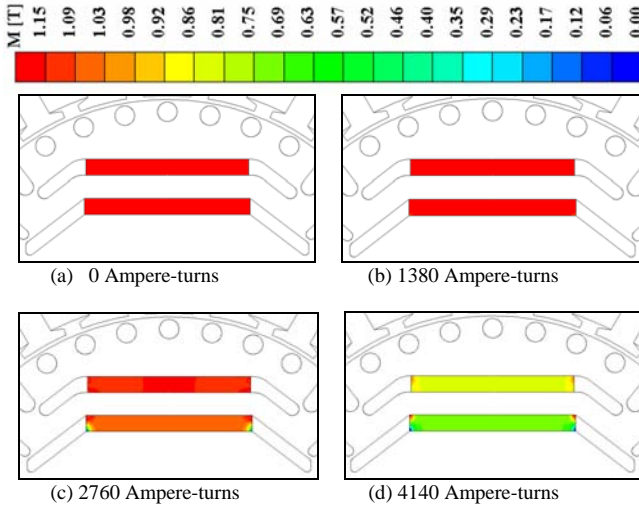 M [T]
1.15 1.09 1.03 0.98 0.92 0.86 0.81 0.75 0.69 0.63 0.57 0.52 0.46 0.40 0.35 0.29 0.23 0.17 0.12 0.06 0.00
(a) 0 Ampere-turns
(b) 1380 Ampere-turns
(c) 2760 Ampere-turns
(d) 4140 Ampere-turns